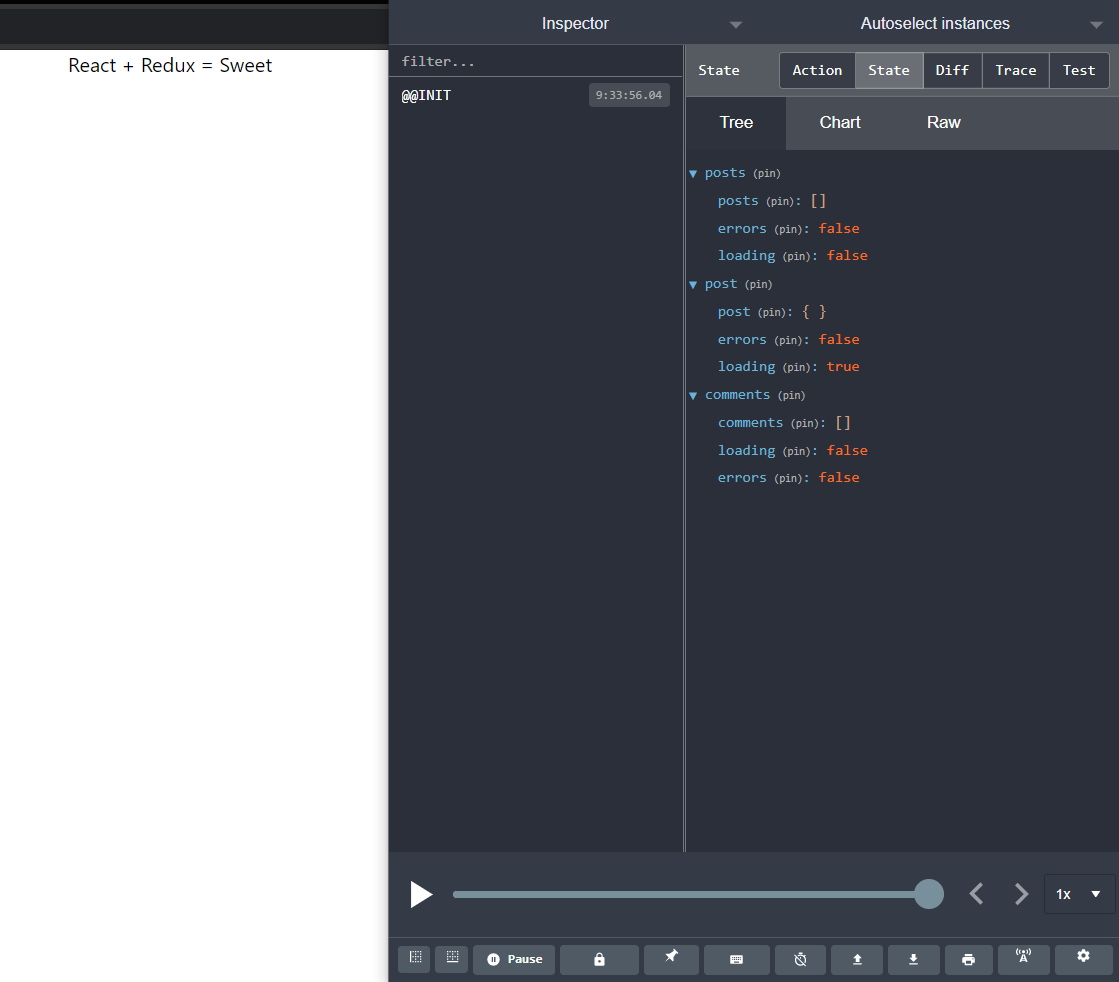 React + Redux = Sweet
Inspector
Autoselect instances
filter...
@@INIT 9:33:56.04
State
Action State Diff Trace Test
Tree Chart Raw
▼ posts (pin)
posts (pin): []
errors (pin): false
loading (pin): false
▼ post (pin)
post (pin): { }
errors (pin): false
loading (pin): true
▼ comments (pin)
comments (pin): []
loading (pin): false
errors (pin): false
1x
Pause